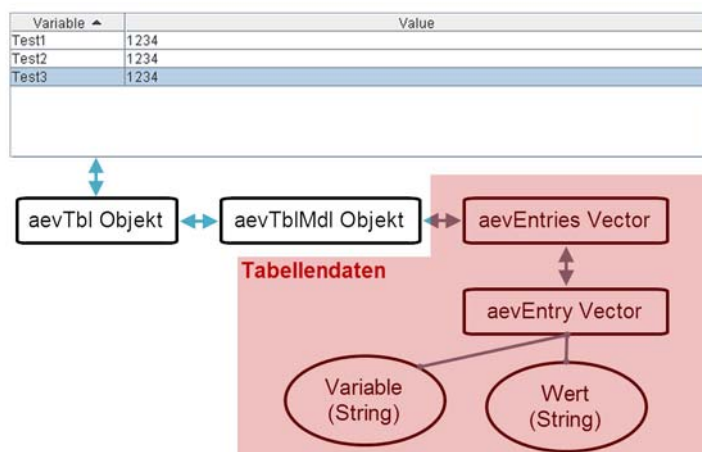 Variable Value
Test1 1234
Test2 1234
Test3 1234
aevTbl Objekt aevTblMdl Objekt aevEntries Vector
Tabellendaten
aevEntry Vector
Variable
(String)
Wert
(String)